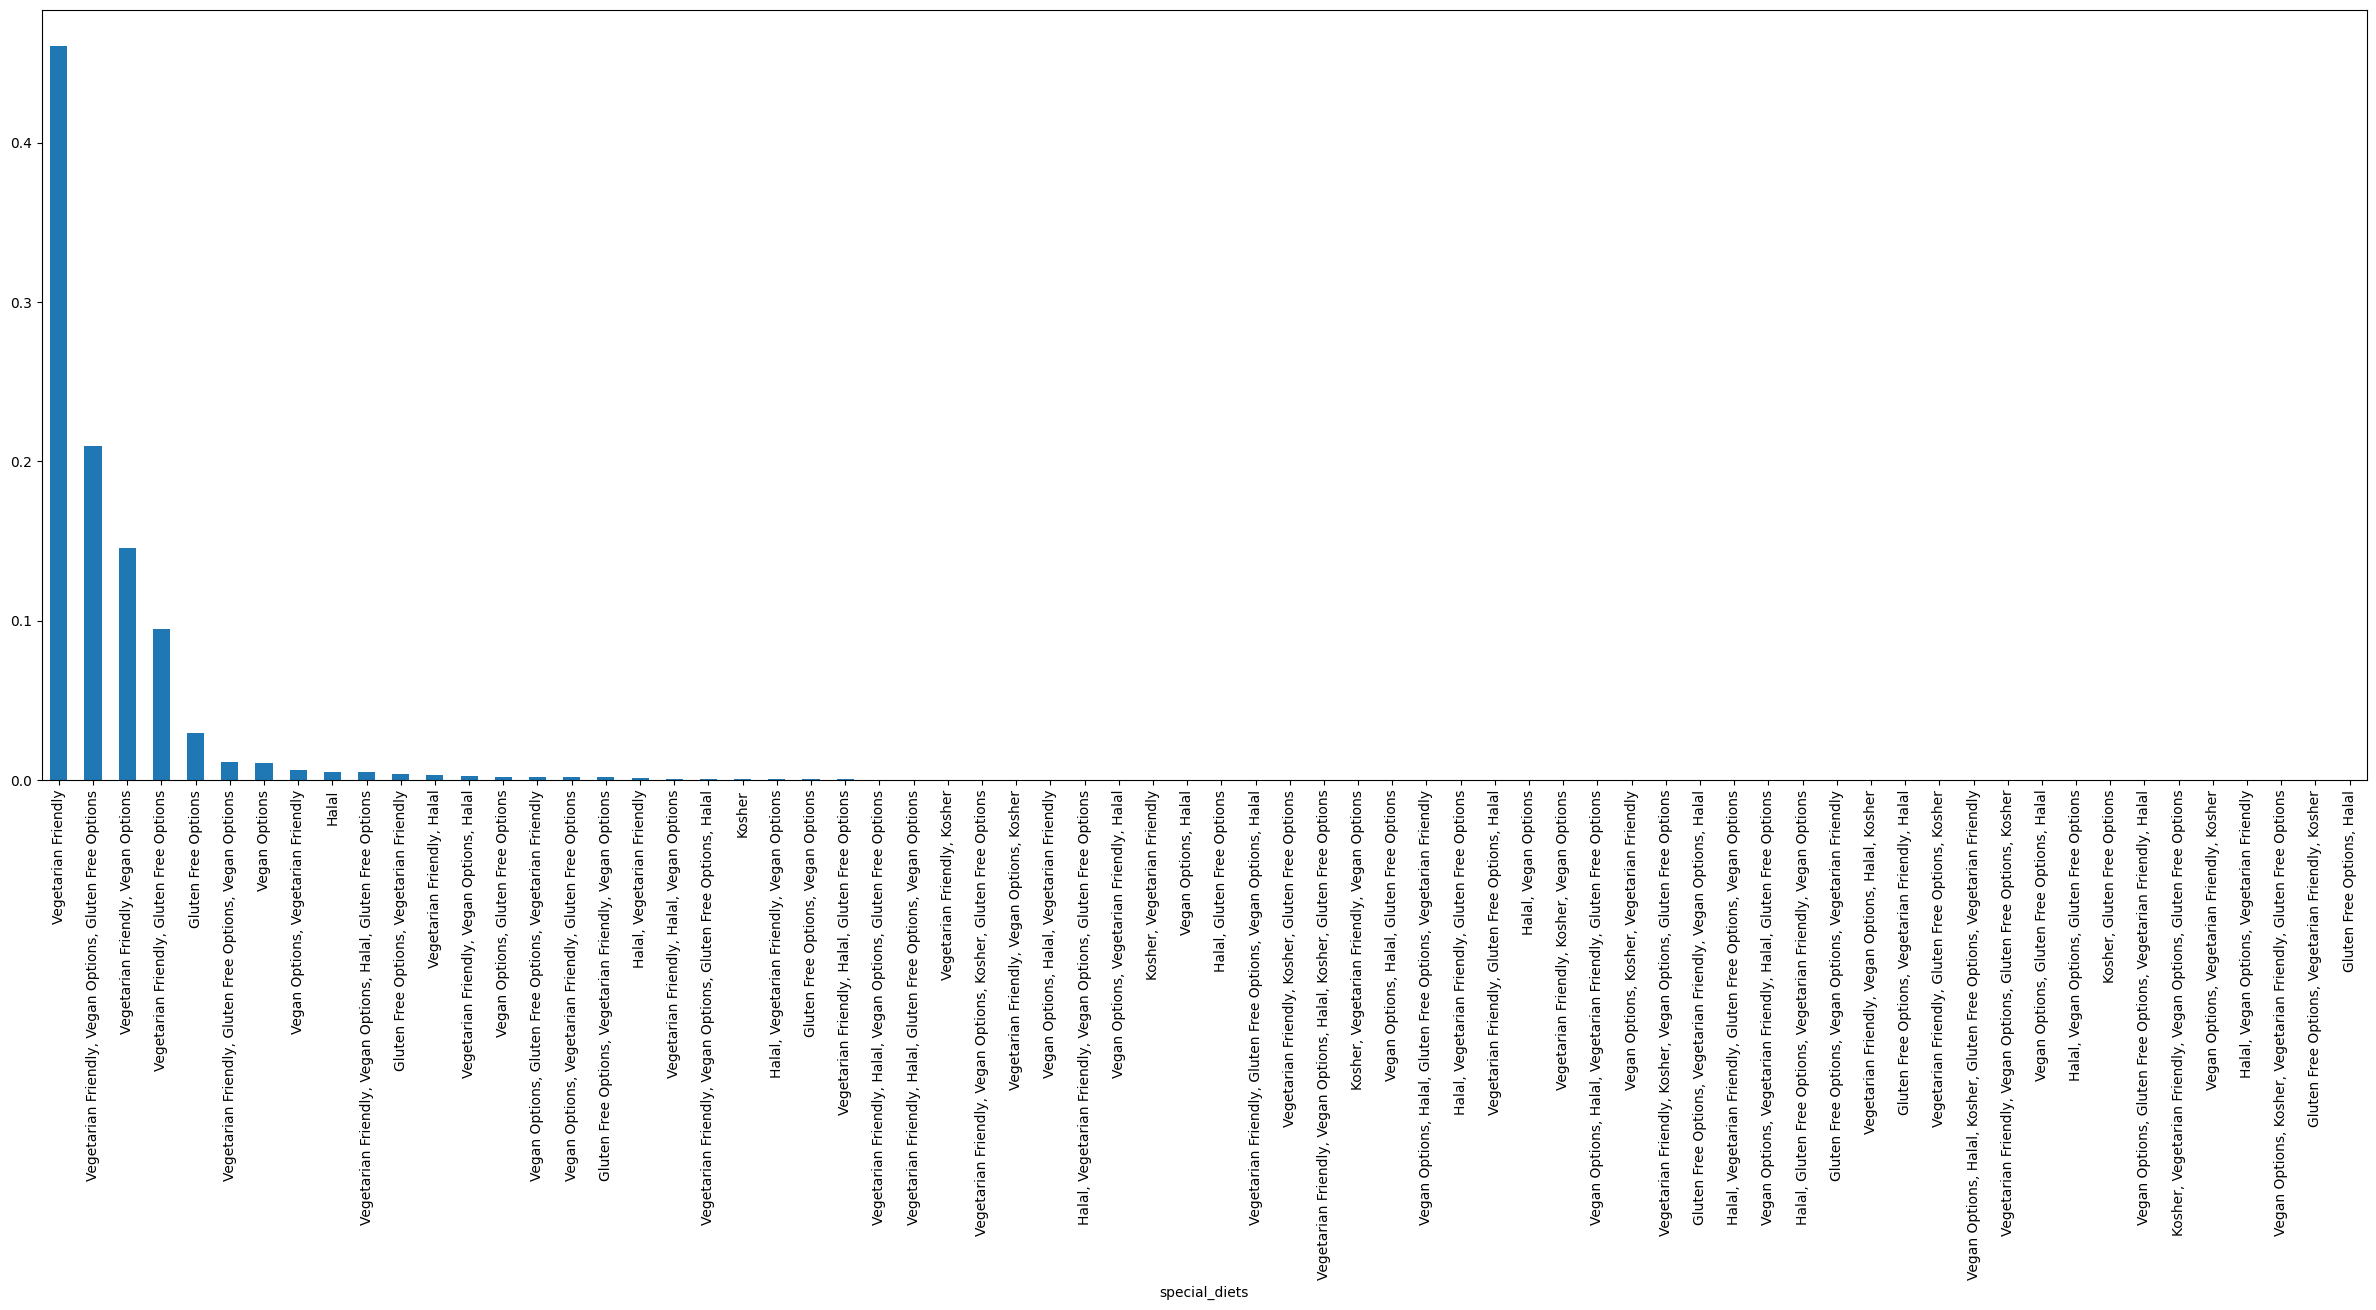 0.4
0.3
0.2
0.1
0.0
Vegetarian Friendly
Vegetarian Friendly, Vegan Options, Gluten Free Options
Vegetarian Friendly, Vegan Options
Vegetarian Friendly, Gluten Free Options
Gluten Free Options
Vegetarian Friendly, Gluten Free Options, Vegan Options
Vegan Options
Vegan Options, Vegetarian Friendly
Halal
Vegetarian Friendly, Vegan Options, Halal, Gluten Free Options
Gluten Free Options, Vegetarian Friendly
Vegetarian Friendly, Halal
Vegetarian Friendly, Vegan Options, Halal
Vegan Options, Gluten Free Options
Vegan Options, Gluten Free Options, Vegetarian Friendly
Vegan Options, Vegetarian Friendly, Gluten Free Options
Gluten Free Options, Vegetarian Friendly, Vegan Options
Halal, Vegetarian Friendly
Vegetarian Friendly, Halal, Vegan Options
Vegetarian Friendly, Vegan Options, Gluten Free Options, Halal
Kosher
Halal, Vegetarian Friendly, Vegan Options
Gluten Free Options, Vegan Options
Vegetarian Friendly, Halal, Gluten Free Options
Vegetarian Friendly, Halal, Vegan Options, Gluten Free Options
Vegetarian Friendly, Halal, Gluten Free Options, Vegan Options
Vegetarian Friendly, Kosher
Vegetarian Friendly, Vegan Options, Kosher, Gluten Free Options
Vegetarian Friendly, Vegan Options, Kosher
Vegan Options, Halal, Vegetarian Friendly
Halal, Vegetarian Friendly, Vegan Options, Gluten Free Options
Vegan Options, Vegetarian Friendly, Halal
Kosher, Vegetarian Friendly
Vegan Options, Halal
Halal, Gluten Free Options
Vegetarian Friendly, Gluten Free Options, Vegan Options, Halal
Vegetarian Friendly, Kosher, Gluten Free Options
Vegetarian Friendly, Vegan Options, Halal, Kosher, Gluten Free Options
Kosher, Vegetarian Friendly, Vegan Options
Vegan Options, Halal, Gluten Free Options
Vegan Options, Halal, Gluten Free Options, Vegetarian Friendly
Halal, Vegetarian Friendly, Gluten Free Options
Vegetarian Friendly, Gluten Free Options, Halal
Halal, Vegan Options
Vegetarian Friendly, Kosher, Vegan Options
Vegan Options, Halal, Vegetarian Friendly, Gluten Free Options
Vegan Options, Kosher, Vegetarian Friendly
Vegetarian Friendly, Kosher, Vegan Options, Gluten Free Options
Gluten Free Options, Vegetarian Friendly, Vegan Options, Halal
Halal, Vegetarian Friendly, Gluten Free Options, Vegan Options
Vegan Options, Vegetarian Friendly, Halal, Gluten Free Options
Halal, Gluten Free Options, Vegetarian Friendly, Vegan Options
Gluten Free Options, Vegan Options, Vegetarian Friendly
Vegetarian Friendly, Vegan Options, Halal, Kosher
Gluten Free Options, Vegetarian Friendly, Halal
Vegetarian Friendly, Gluten Free Options, Kosher
Vegan Options, Halal, Kosher, Gluten Free Options, Vegetarian Friendly
Vegetarian Friendly, Vegan Options, Gluten Free Options, Kosher
Vegan Options, Gluten Free Options, Halal
Halal, Vegan Options, Gluten Free Options
Kosher, Gluten Free Options
Vegan Options, Gluten Free Options, Vegetarian Friendly, Halal
Kosher, Vegetarian Friendly, Vegan Options, Gluten Free Options
Vegan Options, Vegetarian Friendly, Kosher
Halal, Vegan Options, Vegetarian Friendly
Vegan Options, Kosher, Vegetarian Friendly, Gluten Free Options
Gluten Free Options, Vegetarian Friendly, Kosher
Gluten Free Options, Halal
special_diets